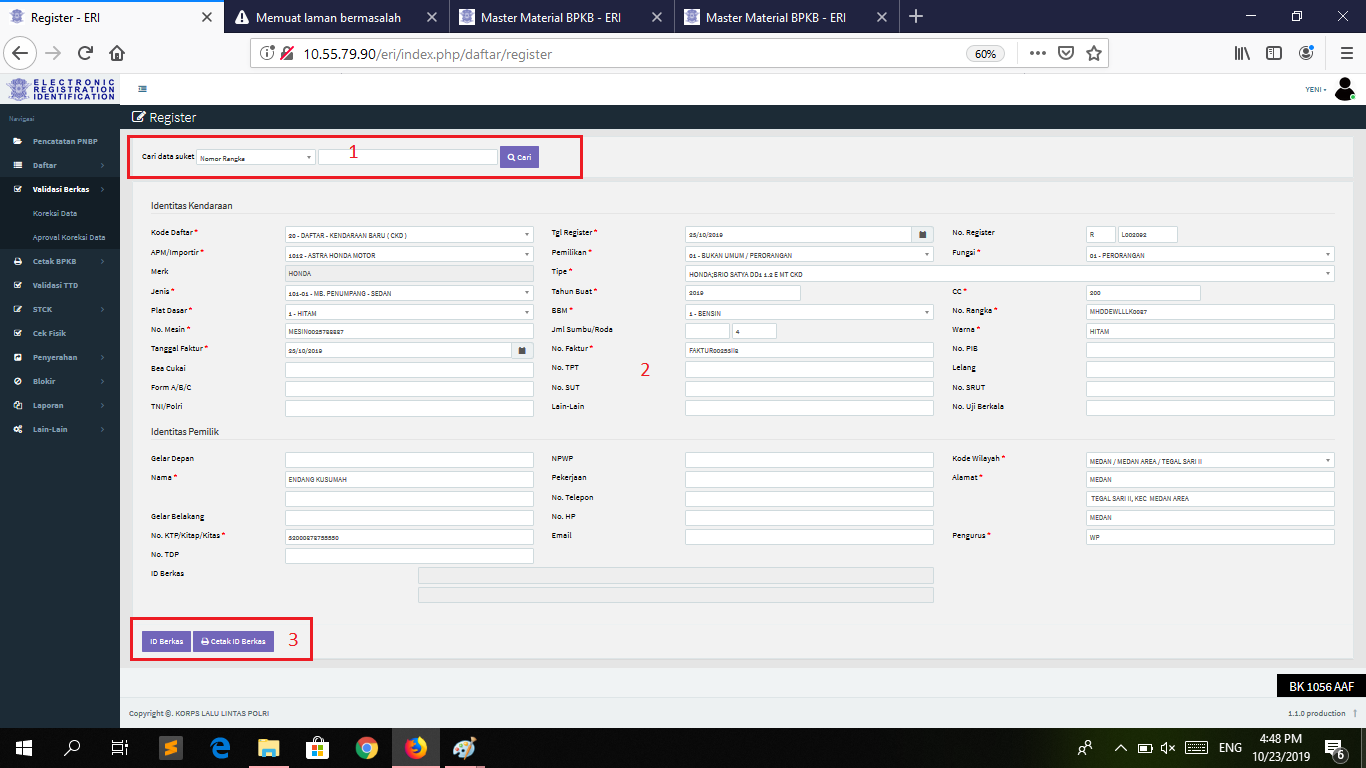 Register - ERI
Memuat laman bermasalah
Master Material BPKB - ERI
Master Material BPKB - ERI
10.55.79.90/eri/index.php/daftar/register
60%
ELECTRONIC
REGISTRATION
IDENTIFICATION
YENI
Navigasi
Pencatatan PNBP
Daftar
Validasi Berkas
Koreksi Data
Aproval Koreksi Data
Cetak BPKB
Validasi TTD
STCK
Cek Fisik
Penyerahan
Blokir
Laporan
Lain-Lain
Register
Cari data suket Nomor Rangka 1 Cari
Identitas Kendaraan
Kode Daftar * 20 - DAFTAR - KENDARAAN BARU ( CKD ) Tgl Register * 25/10/2019 No. Register R L002092
APM/Importir * 1012 - ASTRA HONDA MOTOR Pemilikan * 01 - BUKAN UMUM / PERORANGAN Fungsi * 01 - PERORANGAN
Merk HONDA Tipe * HONDA;BRIO SATYA DD1 1.2 E MT CKD
Jenis * 101-01 - MB. PENUMPANG - SEDAN Tahun Buat * 2019 CC * 200
Plat Dasar * 1 - HITAM BBM * 1 - BENSIN No. Rangka * MHDDEWLLLK0087
No. Mesin * MESIN0025788887 Jml Sumbu/Roda 4 Warna * HITAM
Tanggal Faktur * 25/10/2019 No. Faktur * FAKTUR00255IIB No. PIB
Bea Cukai No. TPT 2 Lelang
Form A/B/C No. SUT No. SRUT
TNI/Polri Lain-Lain No. Uji Berkala
Identitas Pemilik
Gelar Depan NPWP Kode Wilayah * MEDAN / MEDAN AREA / TEGAL SARI II
Nama * ENDANG KUSUMAH Pekerjaan Alamat * MEDAN
No. Telepon TEGAL SARI II, KEC MEDAN AREA
Gelar Belakang No. HP MEDAN
No. KTP/Kitap/Kitas * 52000878755550 Email Pengurus * WP
No. TDP
ID Berkas
ID Berkas Cetak ID Berkas 3
BK 1056 AAF
Copyright ©. KORPS LALU LINTAS POLRI
1.1.0 production
ENG
4:48 PM
10/23/2019
6